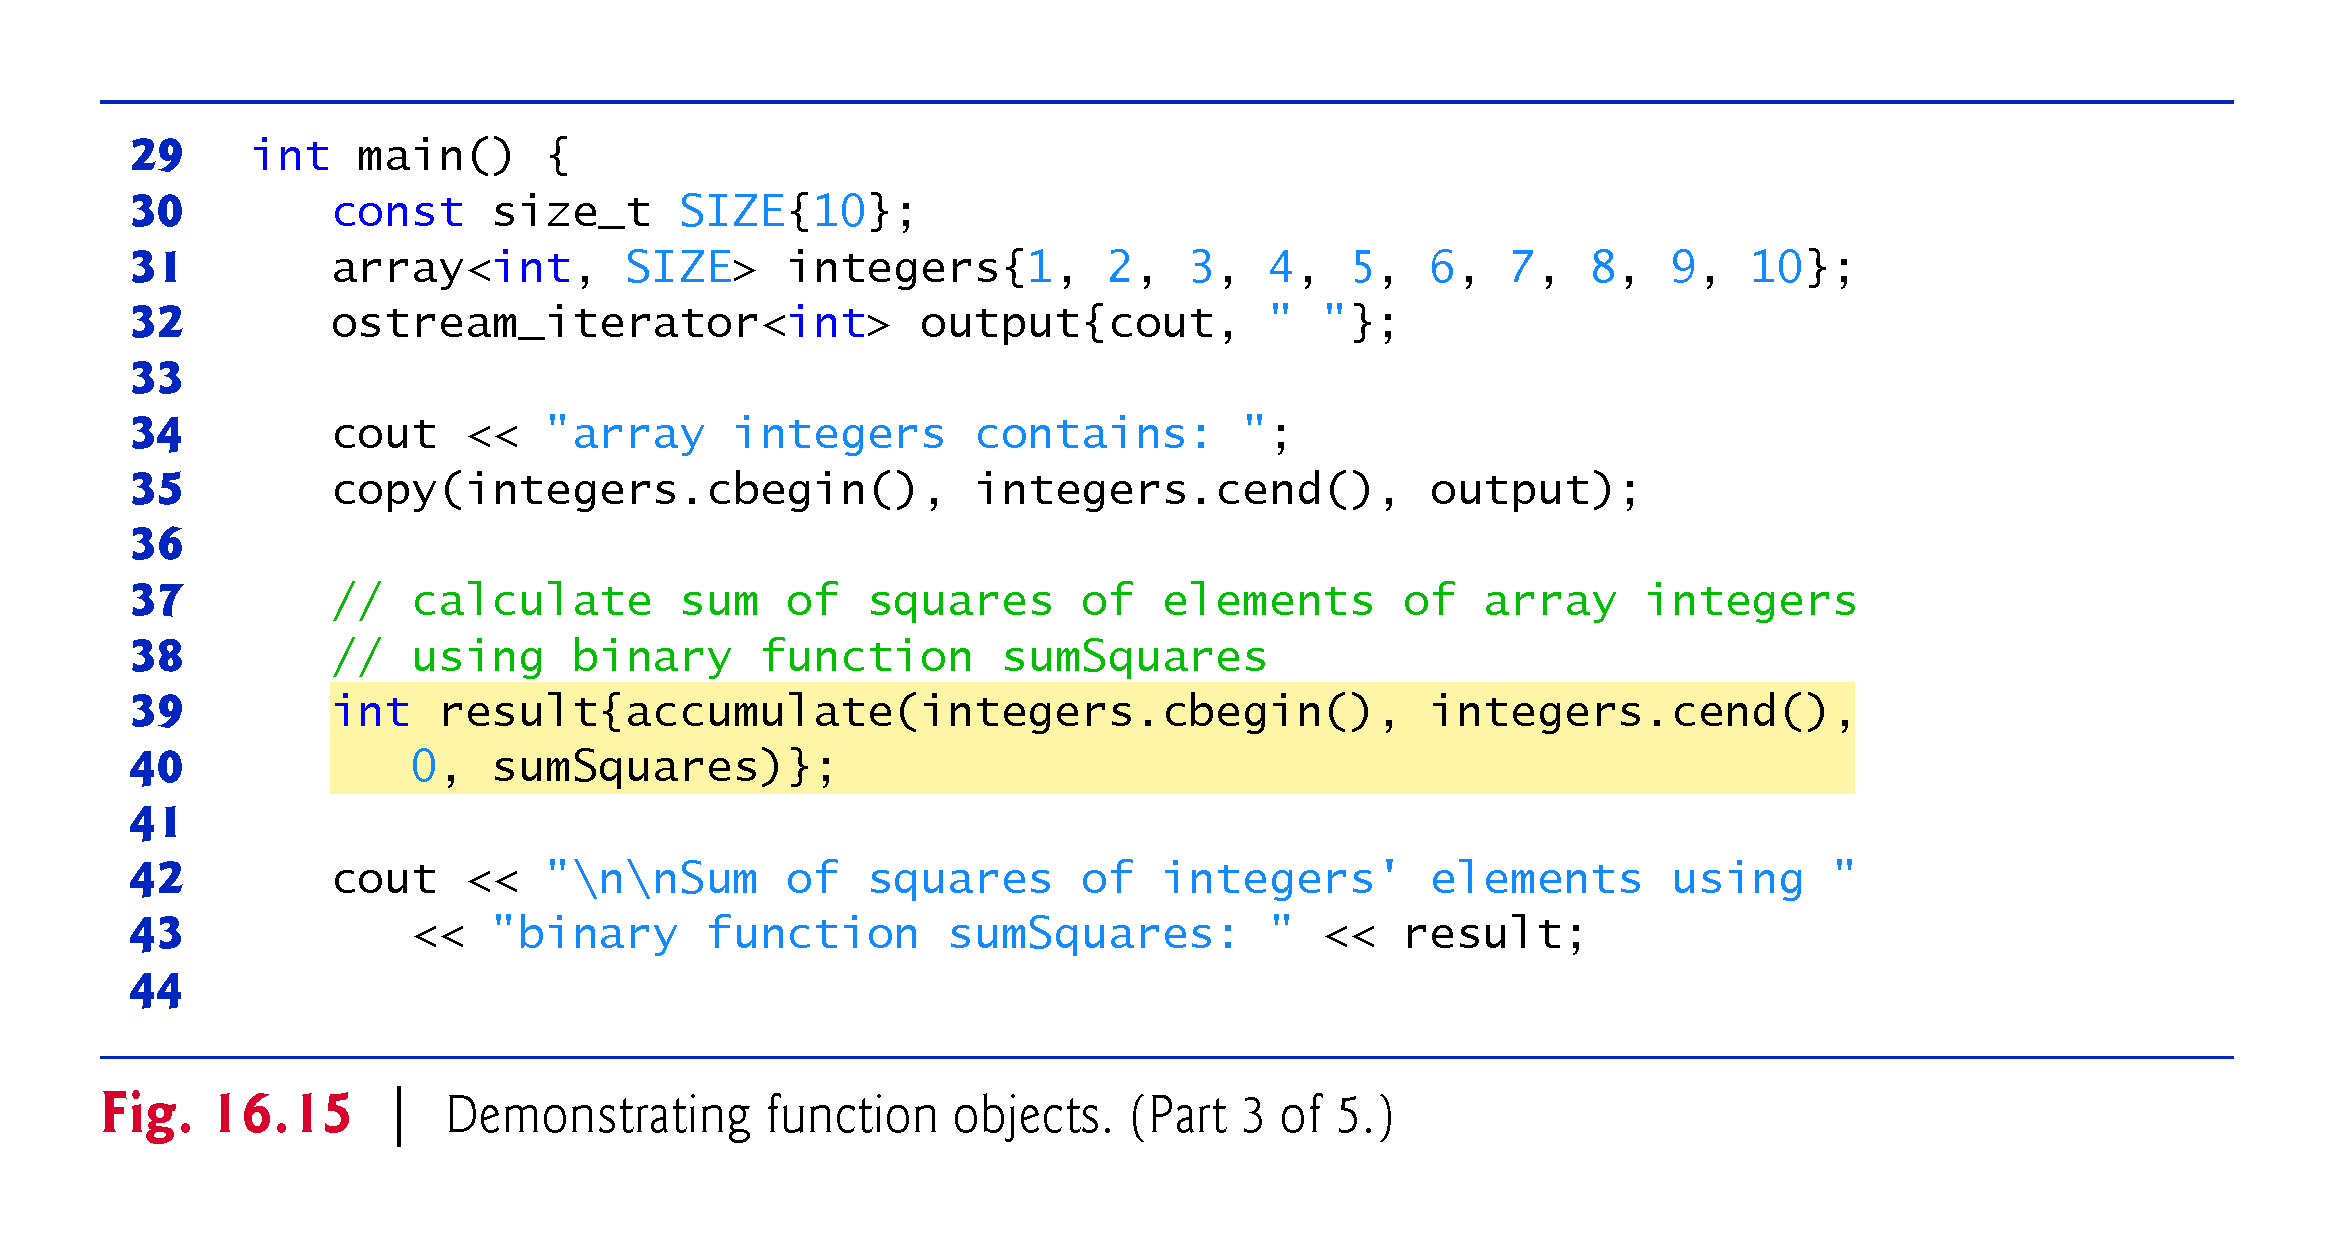 29 int main() {
30 const size_t SIZE{10};
31 array<int, SIZE> integers{1, 2, 3, 4, 5, 6, 7, 8, 9, 10};
32 ostream_iterator<int> output{cout, " "};
33
34 cout << "array integers contains: ";
35 copy(integers.cbegin(), integers.cend(), output);
36
37 // calculate sum of squares of elements of array integers
38 // using binary function sumSquares
39 int result{accumulate(integers.cbegin(), integers.cend(),
40 0, sumSquares)};
41
42 cout << "\n\nSum of squares of integers' elements using "
43 << "binary function sumSquares: " << result;
44
Fig. 16.15 | Demonstrating function objects. (Part 3 of 5.)